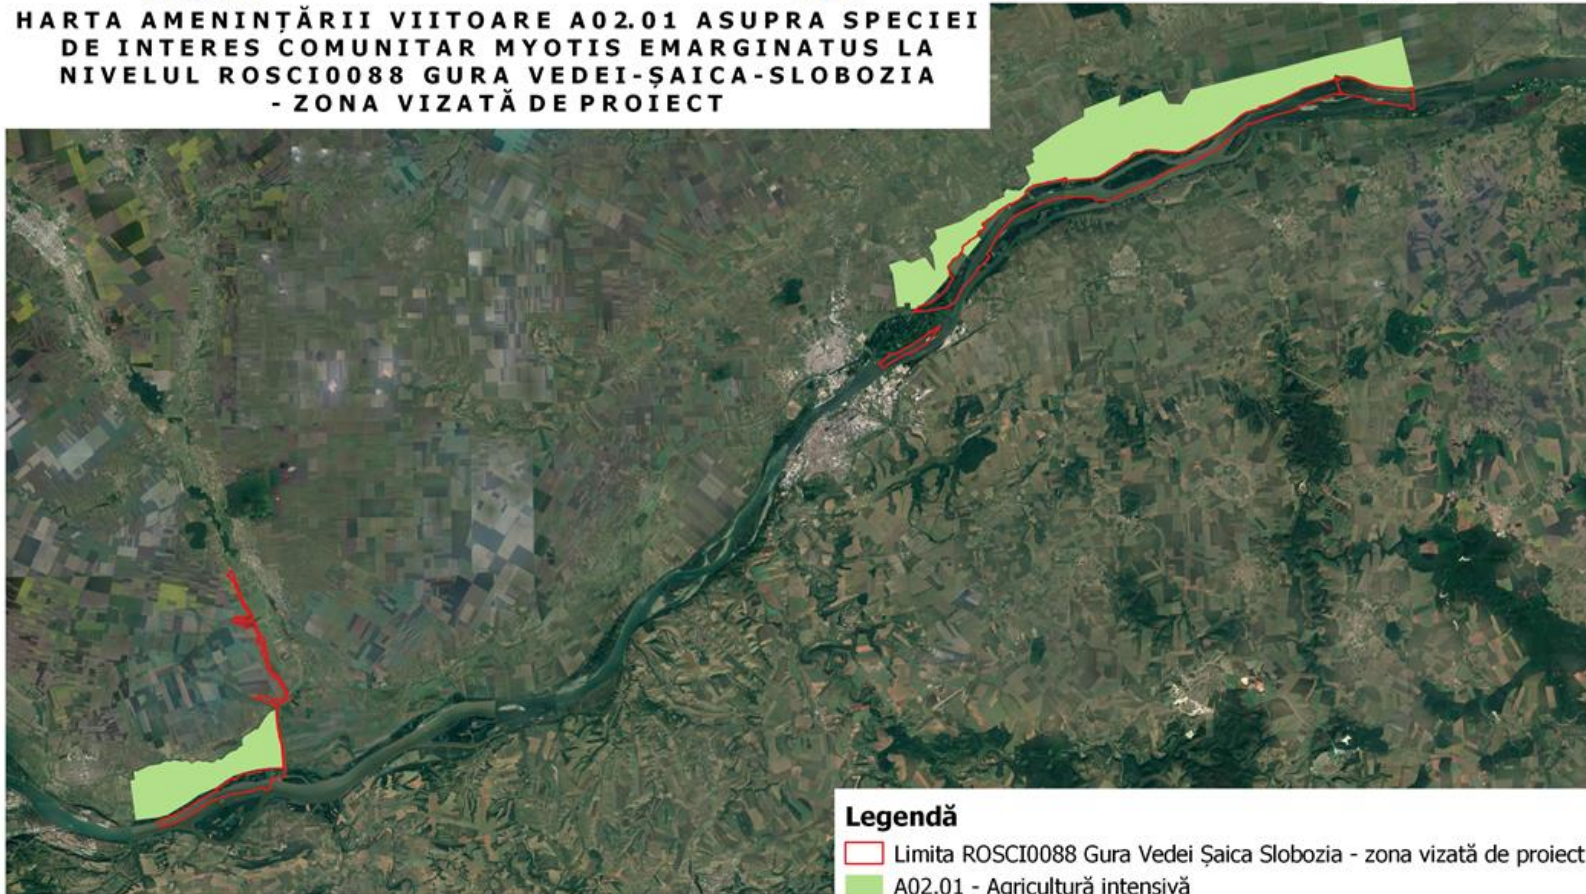 HARTA AMENINȚĂRII VIITOARE A02.01 ASUPRA SPECIEI
DE INTERES COMUNITAR MYOTIS EMARGINATUS LA
NIVELUL ROSCI0088 GURA VEDEI-ȘAICA-SLOBOZIA
- ZONA VIZATĂ DE PROIECT
Legendă
Limita ROSCI0088 Gura Vedei Șaica Slobozia - zona vizată de proiect
A02.01 - Agricultură intensivă